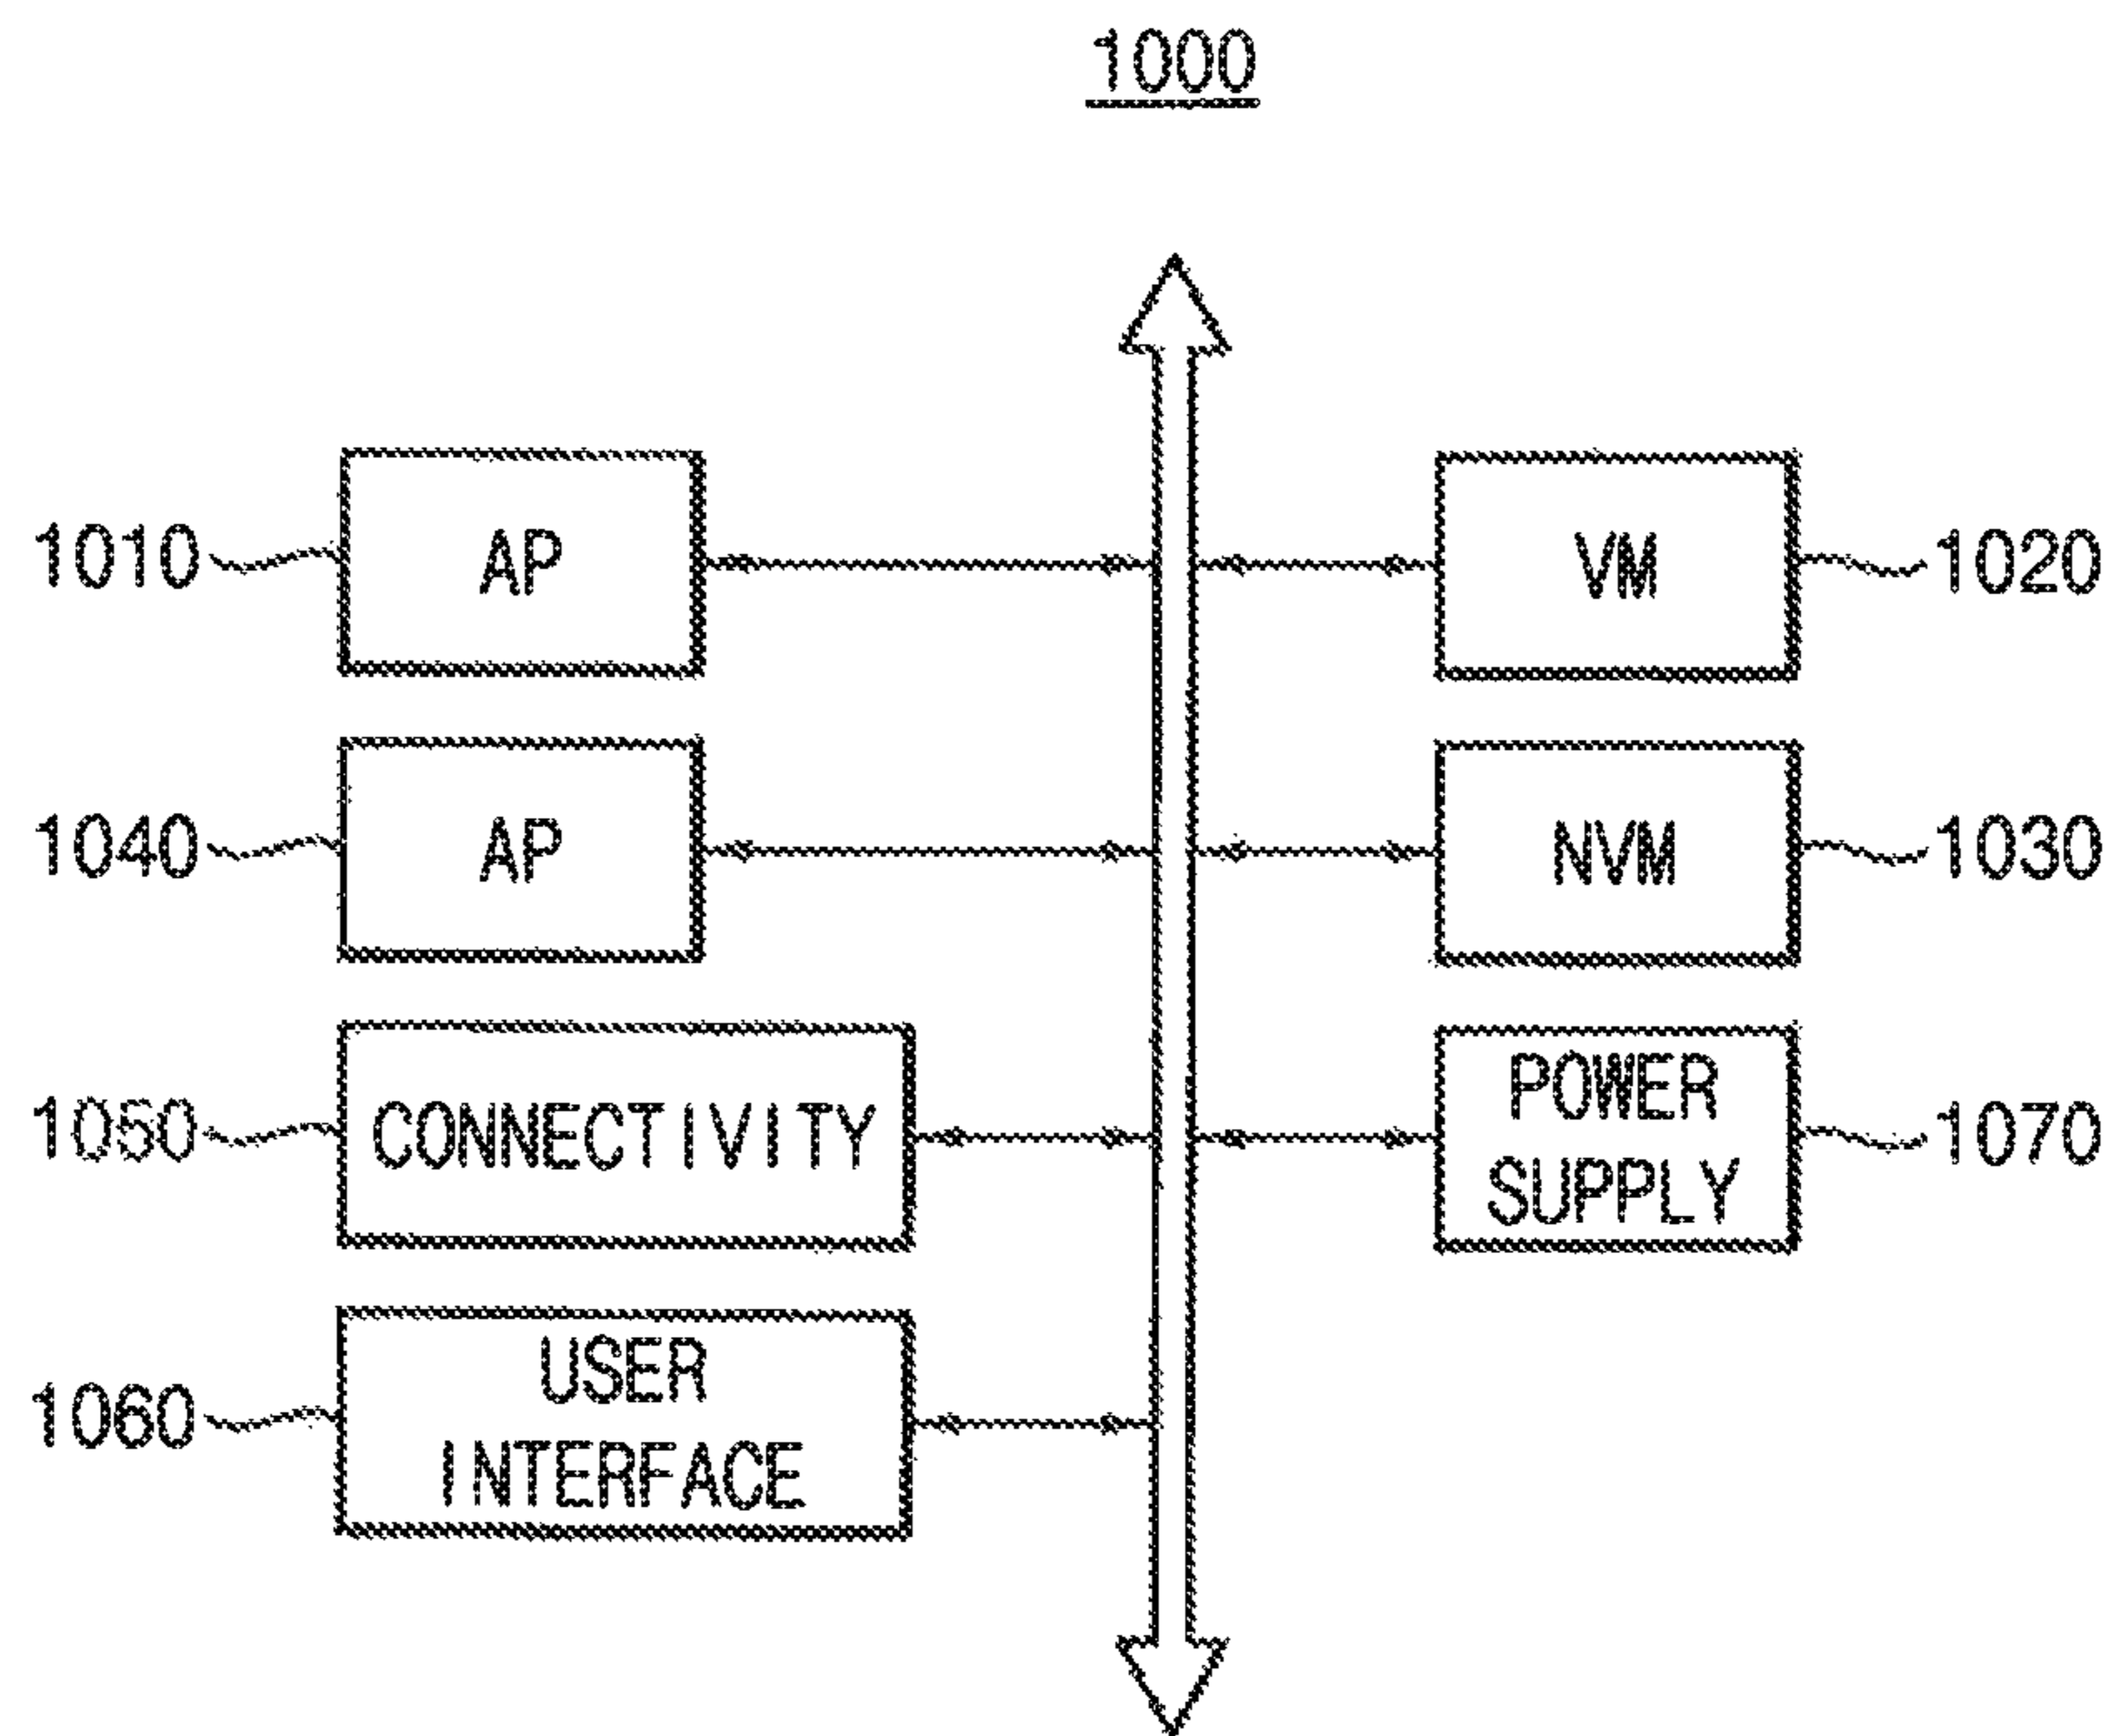 1000
1010
AP
VM
1020
1040
AP
NVM
1030
1050
CONNECTIVITY
POWER
SUPPLY
1070
1060
USER
INTERFACE